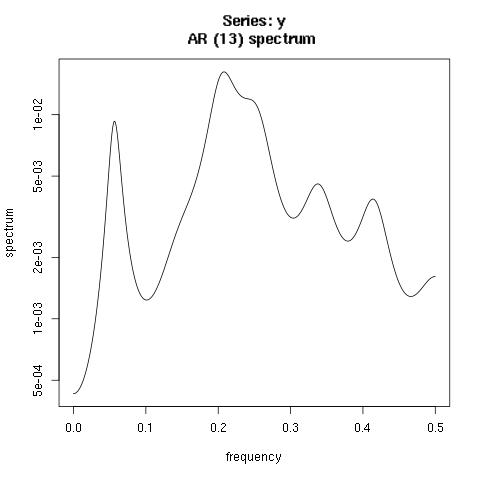 Series: y
AR (13) spectrum
spectrum
1e-02
5e-03
2e-03
1e-03
5e-04
0.0 0.1 0.2 0.3 0.4 0.5
frequency